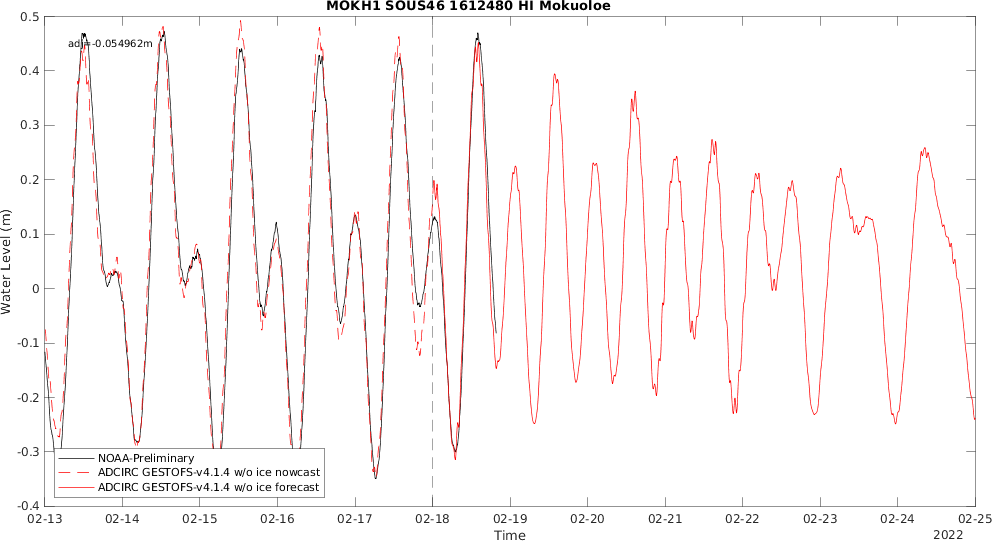 MOKH1 SOUS46 1612480 HI Mokuoloe
adj=-0.054962m
0.5
0.4
0.3
0.2
0.1
0
-0.1
-0.2
-0.3
-0.4
Water Level (m)
NOAA-Preliminary
ADCIRC GESTOFS-v4.1.4 w/o ice nowcast
ADCIRC GESTOFS-v4.1.4 w/o ice forecast
02-13 02-14 02-15 02-16 02-17 02-18 02-19 02-20 02-21 02-22 02-23 02-24 02-25
Time
2022